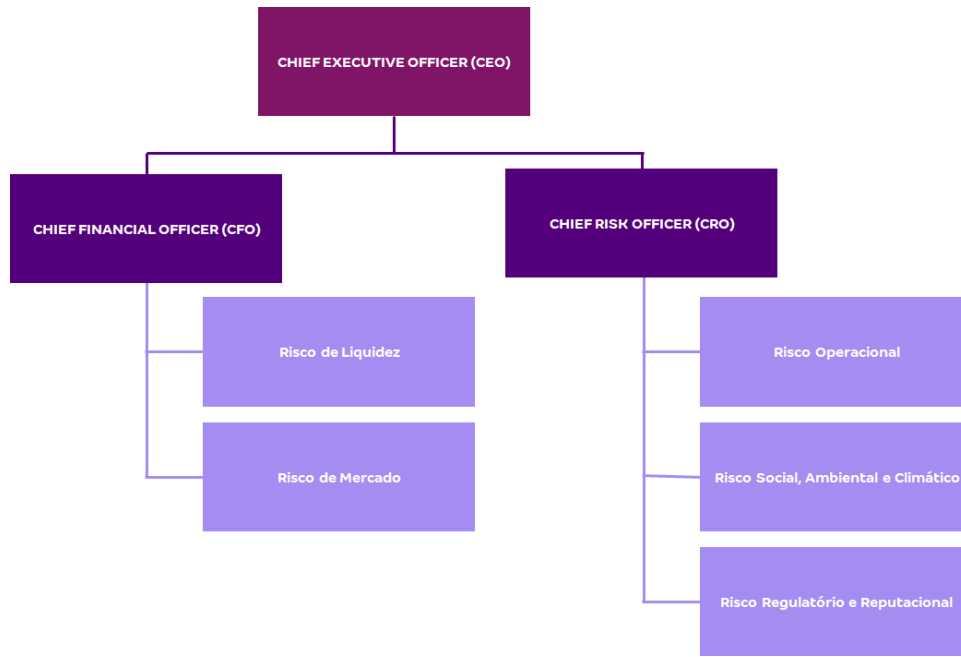 CHIEF EXECUTIVE OFFICER (CEO)
CHIEF FINANCIAL OFFICER (CFO)
CHIEF RISK OFFICER (CRO)
Risco de Liquidez
Risco Operacional
Risco de Mercado
Risco Social, Ambiental e Climático
Risco Regulatório e Reputacional